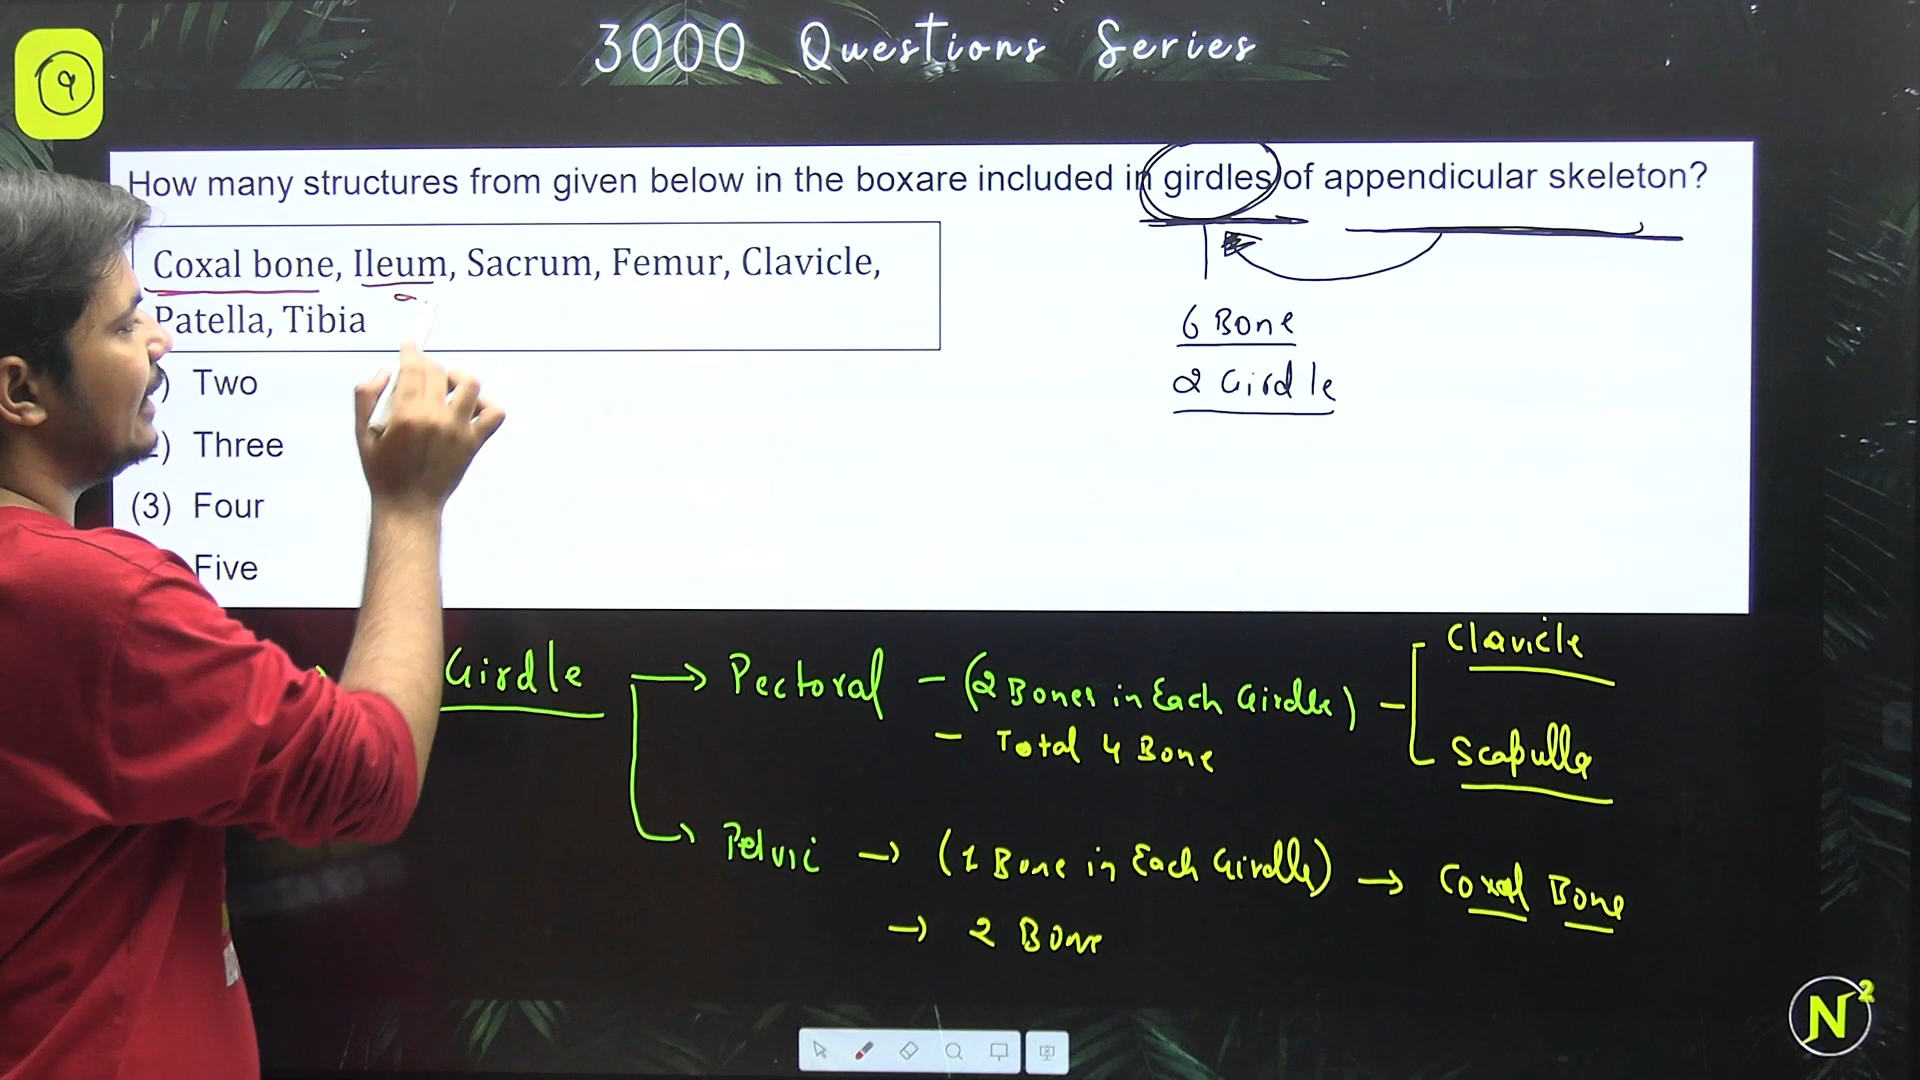 3000 Questions Series
9
How many structures from given below in the boxare included in girdles of appendicular skeleton?
Coxal bone, Ileum, Sacrum, Femur, Clavicle,
Patella, Tibia
6 Bone
2 Girdle
) Two
2) Three
(3) Four
Five
Girdle → Pectoral - (2 Bones in Each Girdle) - Clavicle
- Total 4 Bone
Scapulla
Pelvic → (1 Bone in Each Girdle) → Coxal Bone
→ 2 Bone
N2